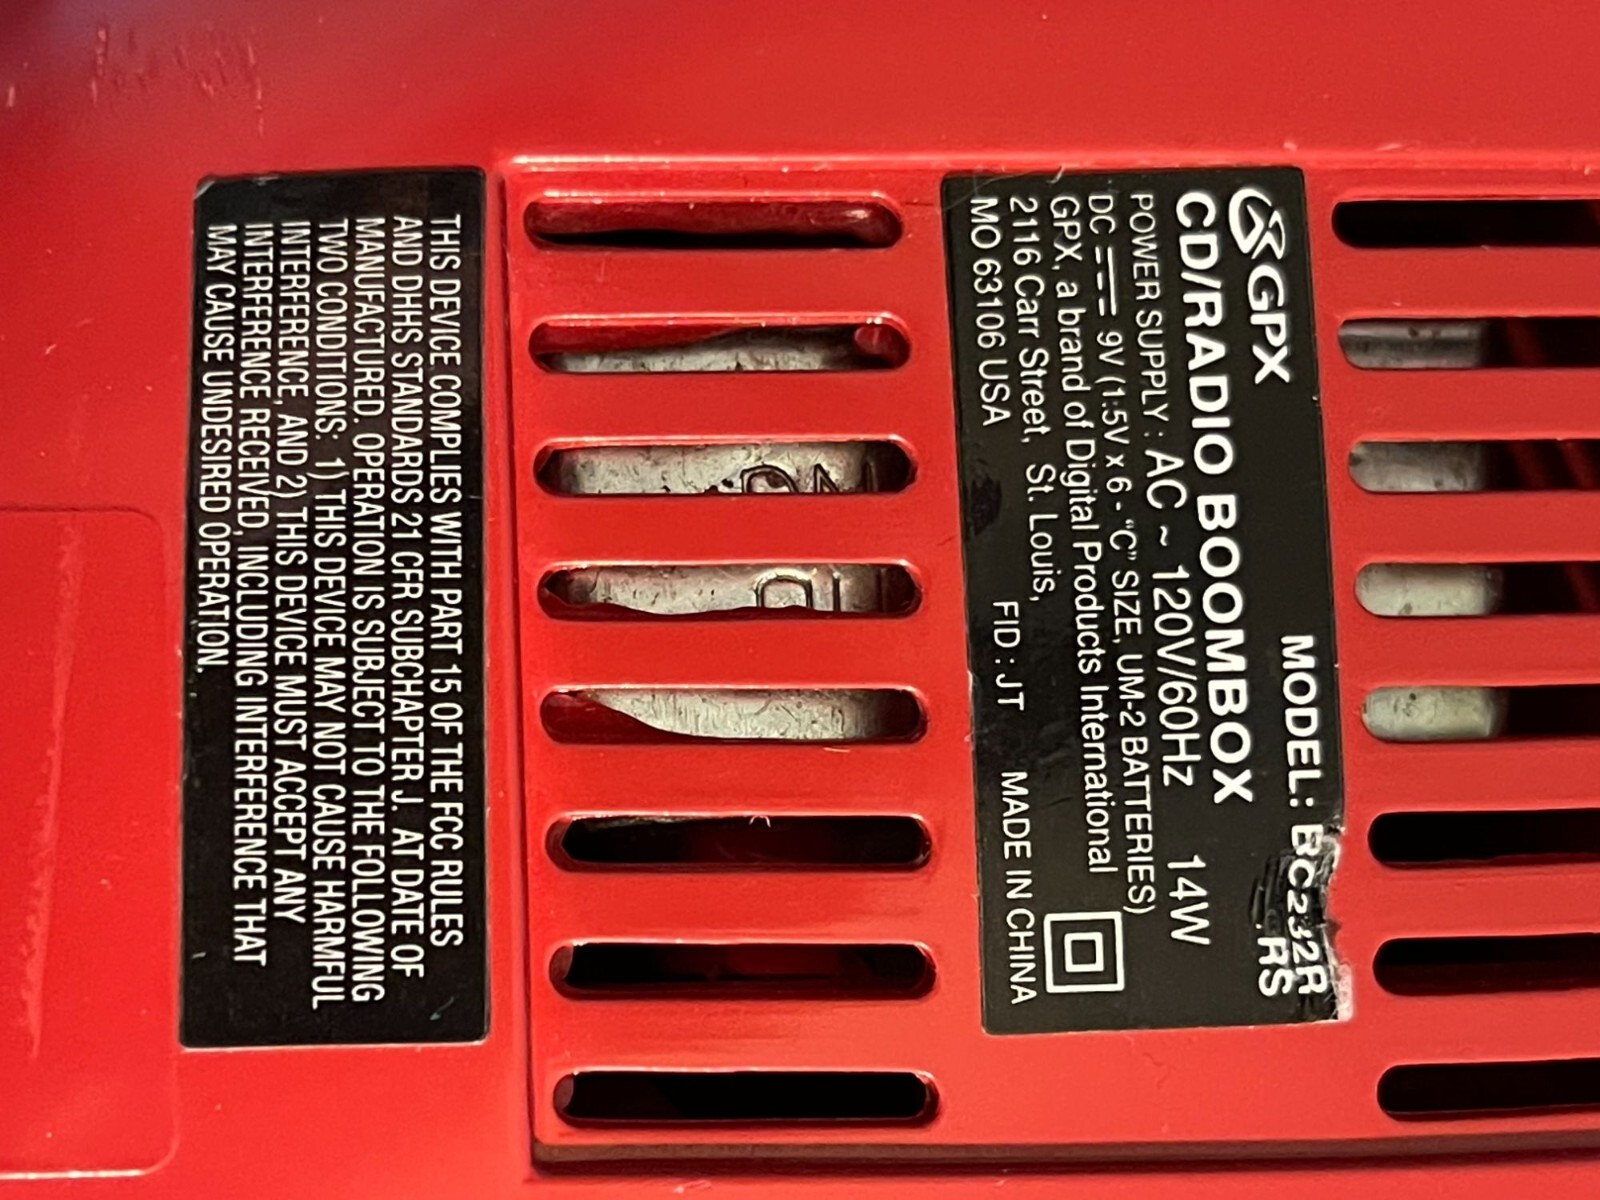 GPX
MODEL: BC232R
.RS
CD/RADIO BOOMBOX
POWER SUPPLY : AC ~ 120V/60Hz 14W
DC 9V (1:5V x 6 - “C” SIZE, UM-2 BATTERIES)
GPX, a brand of Digital Products International
2116 Carr Street, St. Louis,
MO 63106 USA
FID : JT MADE IN CHINA
THIS DEVICE COMPLIES WITH PART 15 OF THE FCC RULES
AND DHHS STANDARDS 21 CFR SUBCHAPTER J. AT DATE OF
MANUFACTURED. OPERATION IS SUBJECT TO THE FOLLOWING
TWO CONDITIONS: 1) THIS DEVICE MAY NOT CAUSE HARMFUL
INTERFERENCE, AND 2) THIS DEVICE MUST ACCEPT ANY
INTERFERENCE RECEIVED, INCLUDING INTERFERENCE THAT
MAY CAUSE UNDESIRED OPERATION.